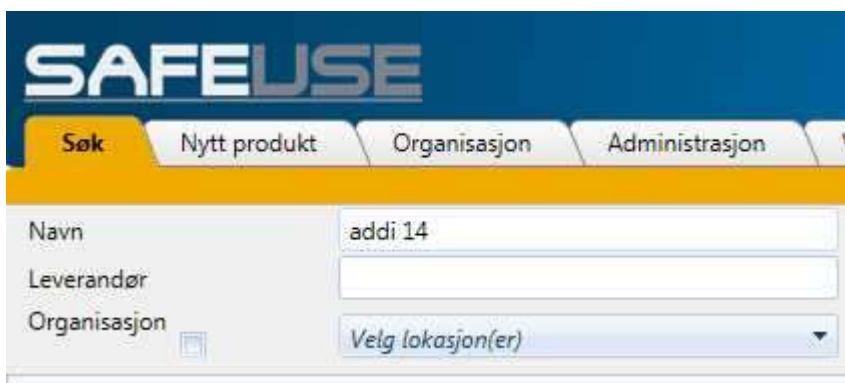 SAFEUSE
Søk Nytt produkt Organisasjon Administrasjon
Navn addi 14
Leverandør
Organisasjon Velg lokasjon(er)